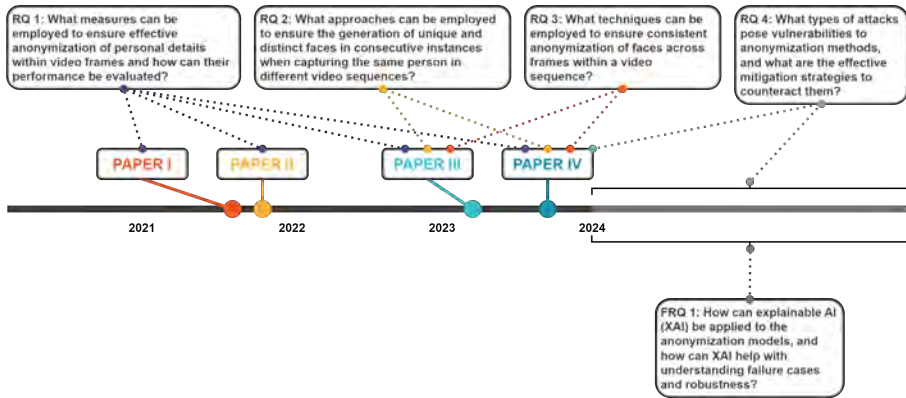 RQ 1: What measures can be
employed to ensure effective
anonymization of personal details
within video frames and how can their
performance be evaluated?
RQ 2: What approaches can be employed
to ensure the generation of unique and
distinct faces in consecutive instances
when capturing the same person in
different video sequences?
RQ 3: What techniques can be
employed to ensure consistent
anonymization of faces across
frames within a video
sequence?
RQ 4: What types of attacks
pose vulnerabilities to
anonymization methods,
and what are the effective
mitigation strategies to
counteract them?
PAPER I
PAPER II
PAPER III
PAPER IV
2021
2022
2023
2024
FRQ 1: How can explainable AI
(XAI) be applied to the
anonymization models, and
how can XAI help with
understanding failure cases
and robustness?